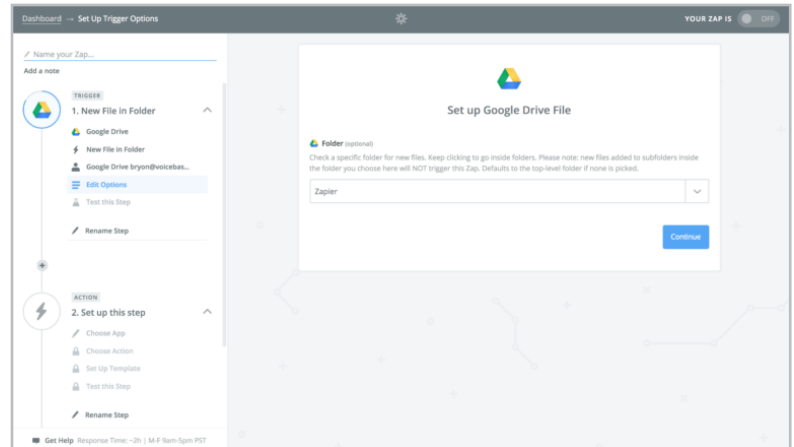 Dashboard → Set Up Trigger Options
YOUR ZAP IS OFF
Name your Zap...
Add a note
TRIGGER
1. New File in Folder
Google Drive
New File in Folder
Google Drive bryon@voicebas...
Edit Options
Test this Step
Rename Step
ACTION
2. Set up this step
Choose App
Choose Action
Set Up Template
Test this Step
Rename Step
Get Help Response Time: ~2h | M-F 9am-5pm PST
Set up Google Drive File
Folder (optional)
Check a specific folder for new files. Keep clicking to go inside folders. Please note: new files added to subfolders inside
the folder you choose here will NOT trigger this Zap. Defaults to the top-level folder if none is picked.
Zapier
Continue